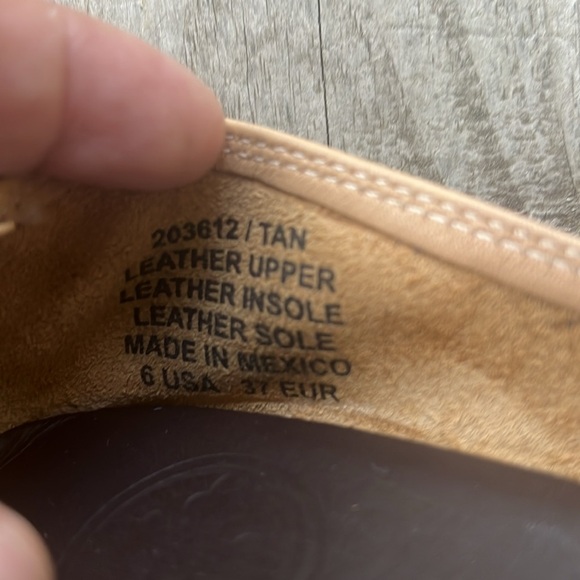 203612 / TAN
LEATHER UPPER
LEATHER INSOLE
LEATHER SOLE
MADE IN MEXICO
6 USA 37 EUR